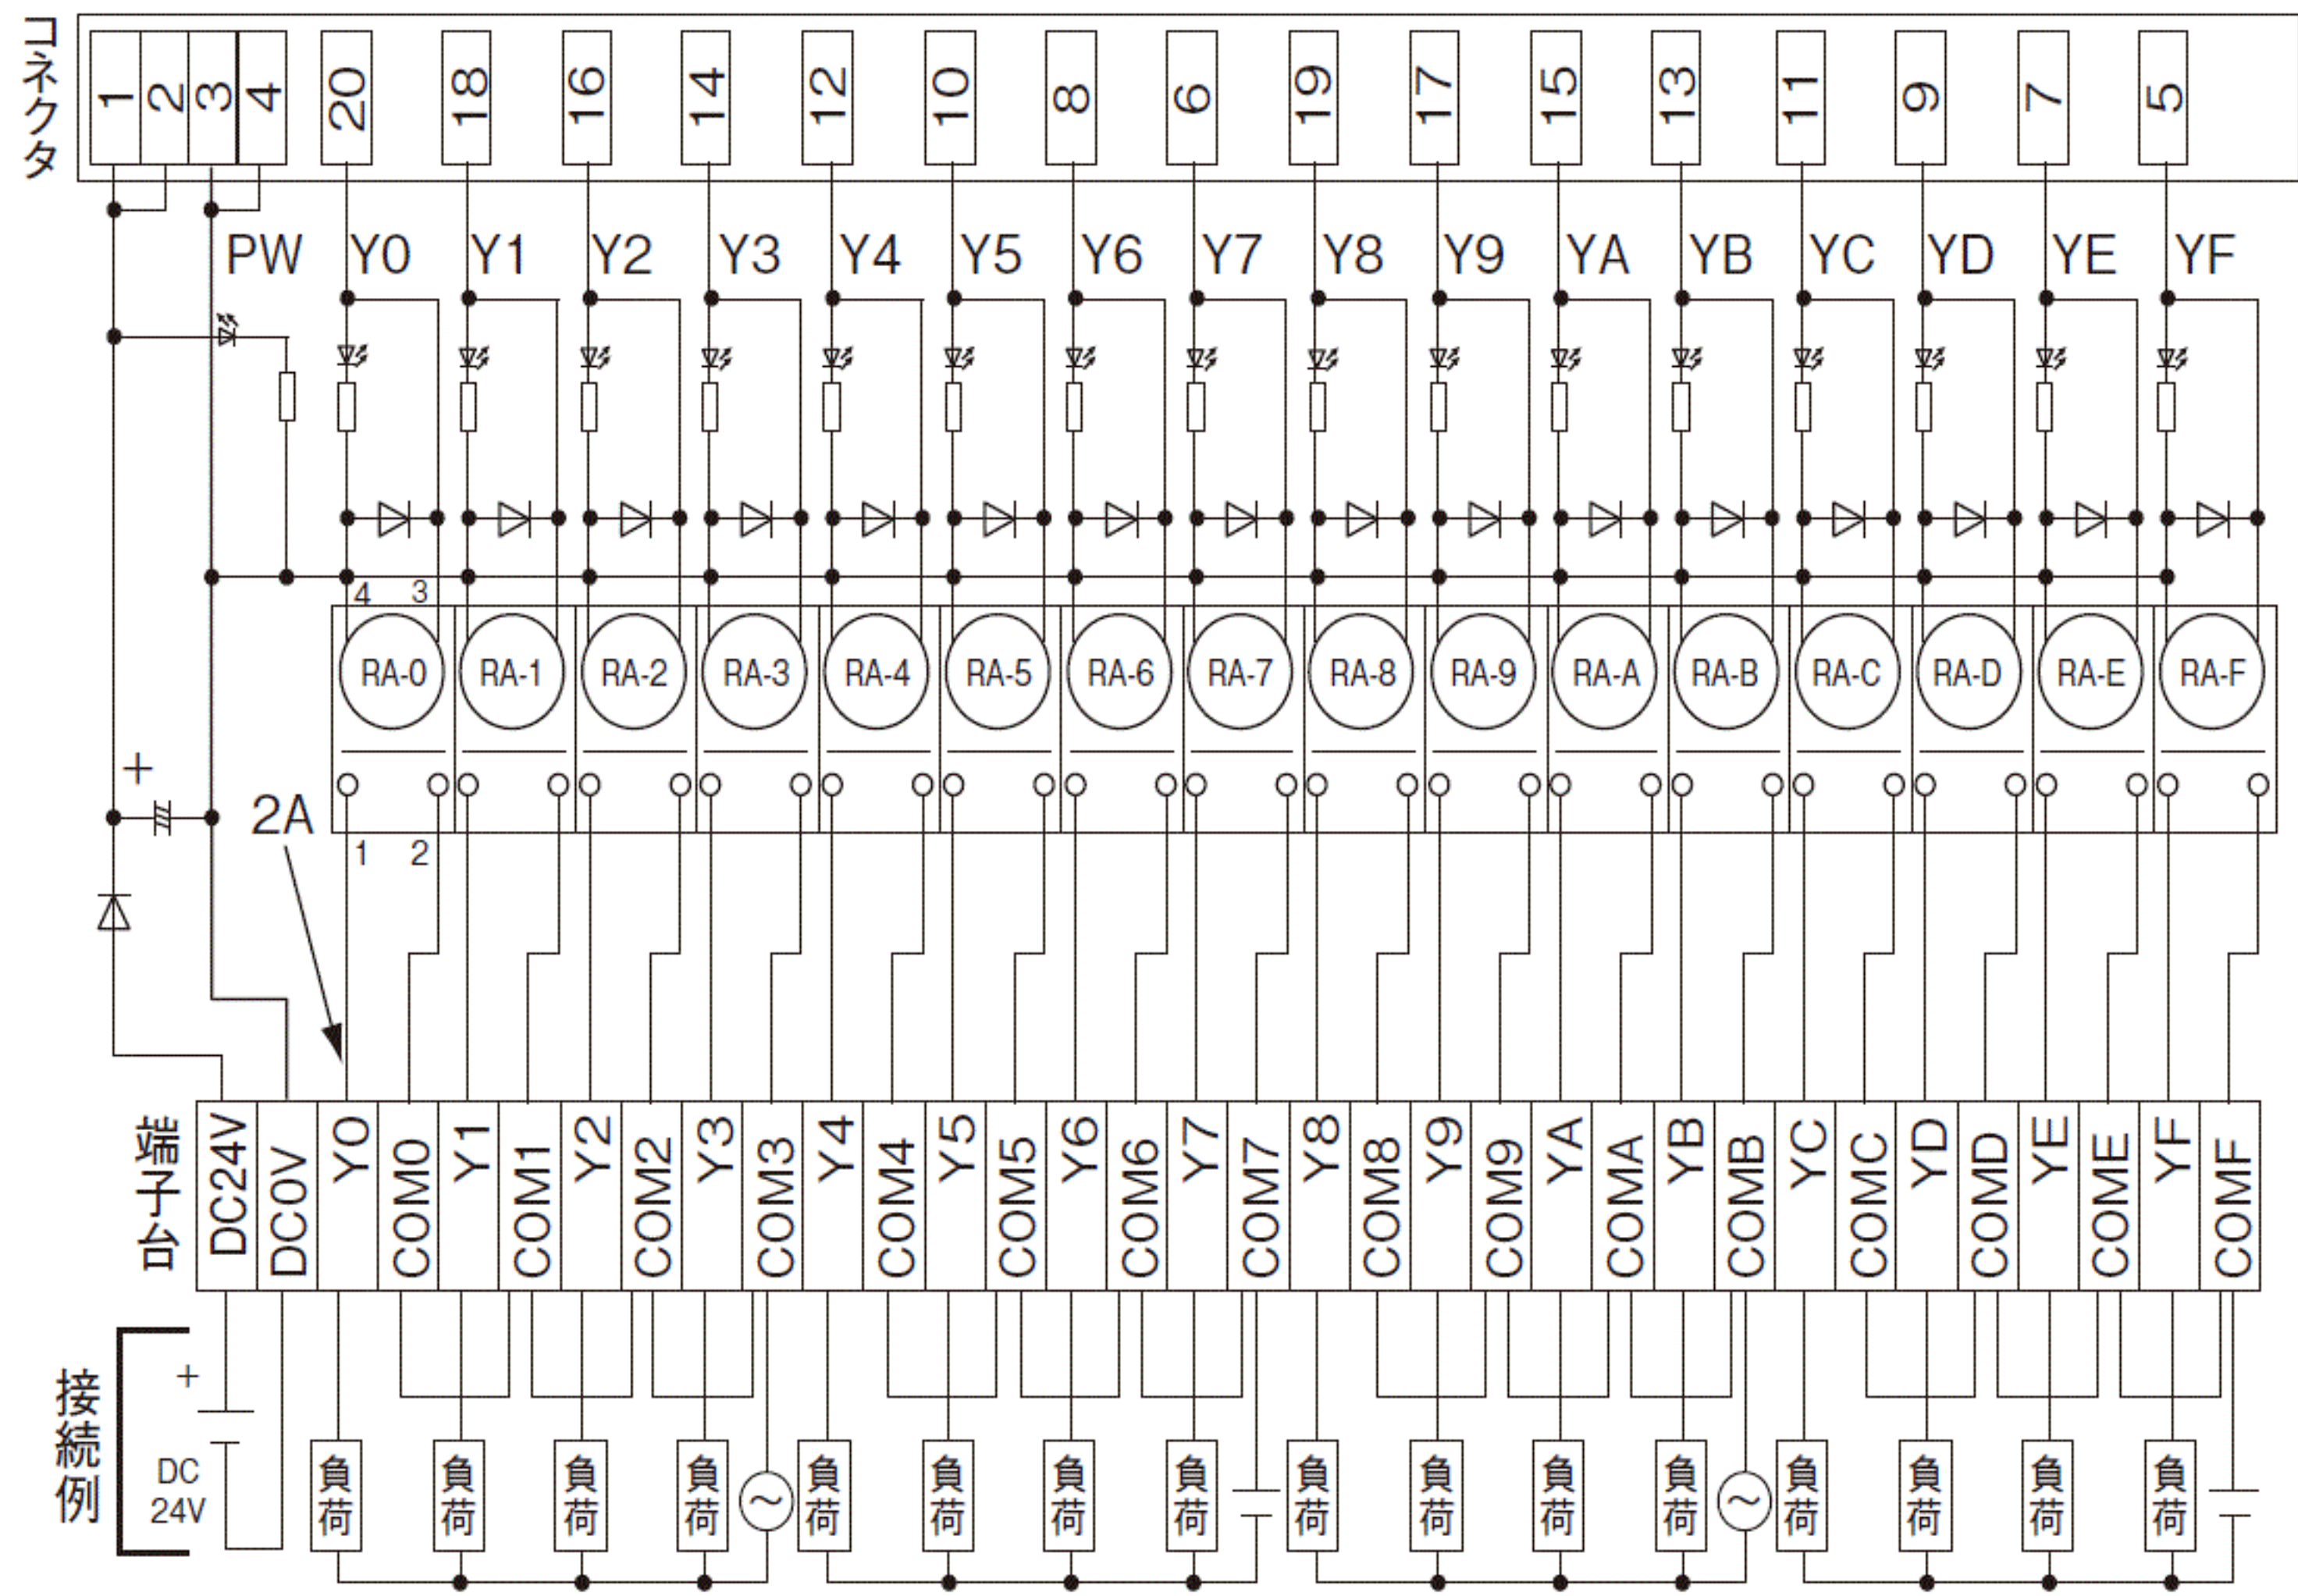 コネクタ
1 2 3 4 20 18 16 14 12 10 8 6 19 17 15 13 11 9 7 5
PW Y0 Y1 Y2 Y3 Y4 Y5 Y6 Y7 Y8 Y9 YA YB YC YD YE YF
4 3
RA-0 RA-1 RA-2 RA-3 RA-4 RA-5 RA-6 RA-7 RA-8 RA-9 RA-A RA-B RA-C RA-D RA-E RA-F
+
2A
1 2
端子台
DC24V DC0V Y0 COM0 Y1 COM1 Y2 COM2 Y3 COM3 Y4 COM4 Y5 COM5 Y6 COM6 Y7 COM7 Y8 COM8 Y9 COM9 YA COMA YB COMB YC COMC YD COMD YE COME YF COMF
接続例
+
DC
24V
負荷 負荷 負荷 負荷 ~ 負荷 負荷 負荷 負荷 負荷 負荷 負荷 負荷 ~ 負荷 負荷 負荷 負荷